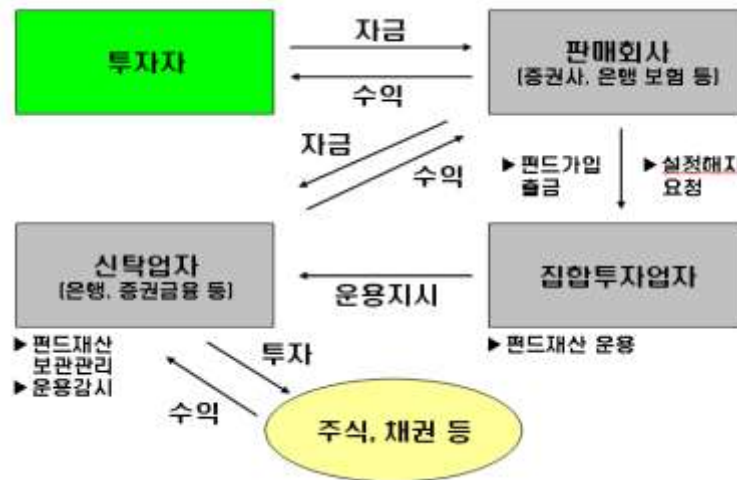 자금
투자자
판매회사
(증권사, 은행 보험 등)
수익
자금
수익
▶ 펀드가입
출금
▶ 설정해지
요청
신탁업자
(은행, 증권금융 등)
운용지시
집합투자업자
▶ 펀드재산
보관관리
▶ 운용감시
투자
▶ 펀드재산 운용
수익
주식, 채권 등